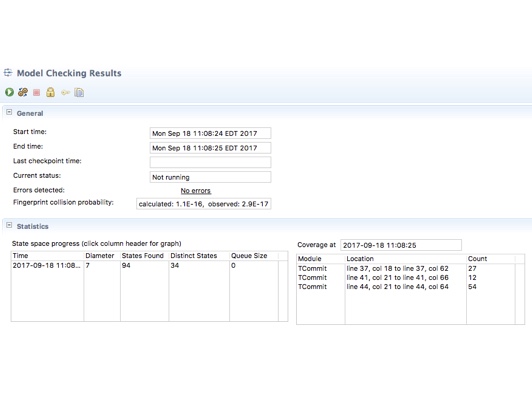 Model Checking Results
General
Start time: Mon Sep 18 11:08:24 EDT 2017
End time: Mon Sep 18 11:08:25 EDT 2017
Last checkpoint time:
Current status: Not running
Errors detected: No errors
Fingerprint collision probability: calculated: 1.1E-16, observed: 2.9E-17
Statistics
State space progress (click column header for graph)
Time Diameter States Found Distinct States Queue Size
2017-09-18 11:08... 7 94 34 0
Coverage at 2017-09-18 11:08:25
Module Location Count
TCommit line 37, col 18 to line 37, col 62 27
TCommit line 41, col 21 to line 41, col 66 12
TCommit line 44, col 21 to line 44, col 64 54